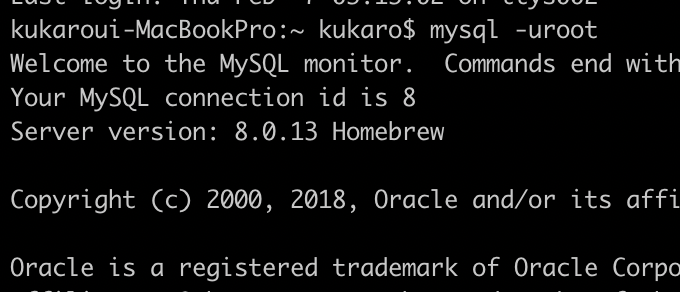 kukaroui-MacBookPro:~ kukaro$ mysql -uroot
Welcome to the MySQL monitor.  Commands end with
Your MySQL connection id is 8
Server version: 8.0.13 Homebrew
Copyright (c) 2000, 2018, Oracle and/or its affi
Oracle is a registered trademark of Oracle Corpo